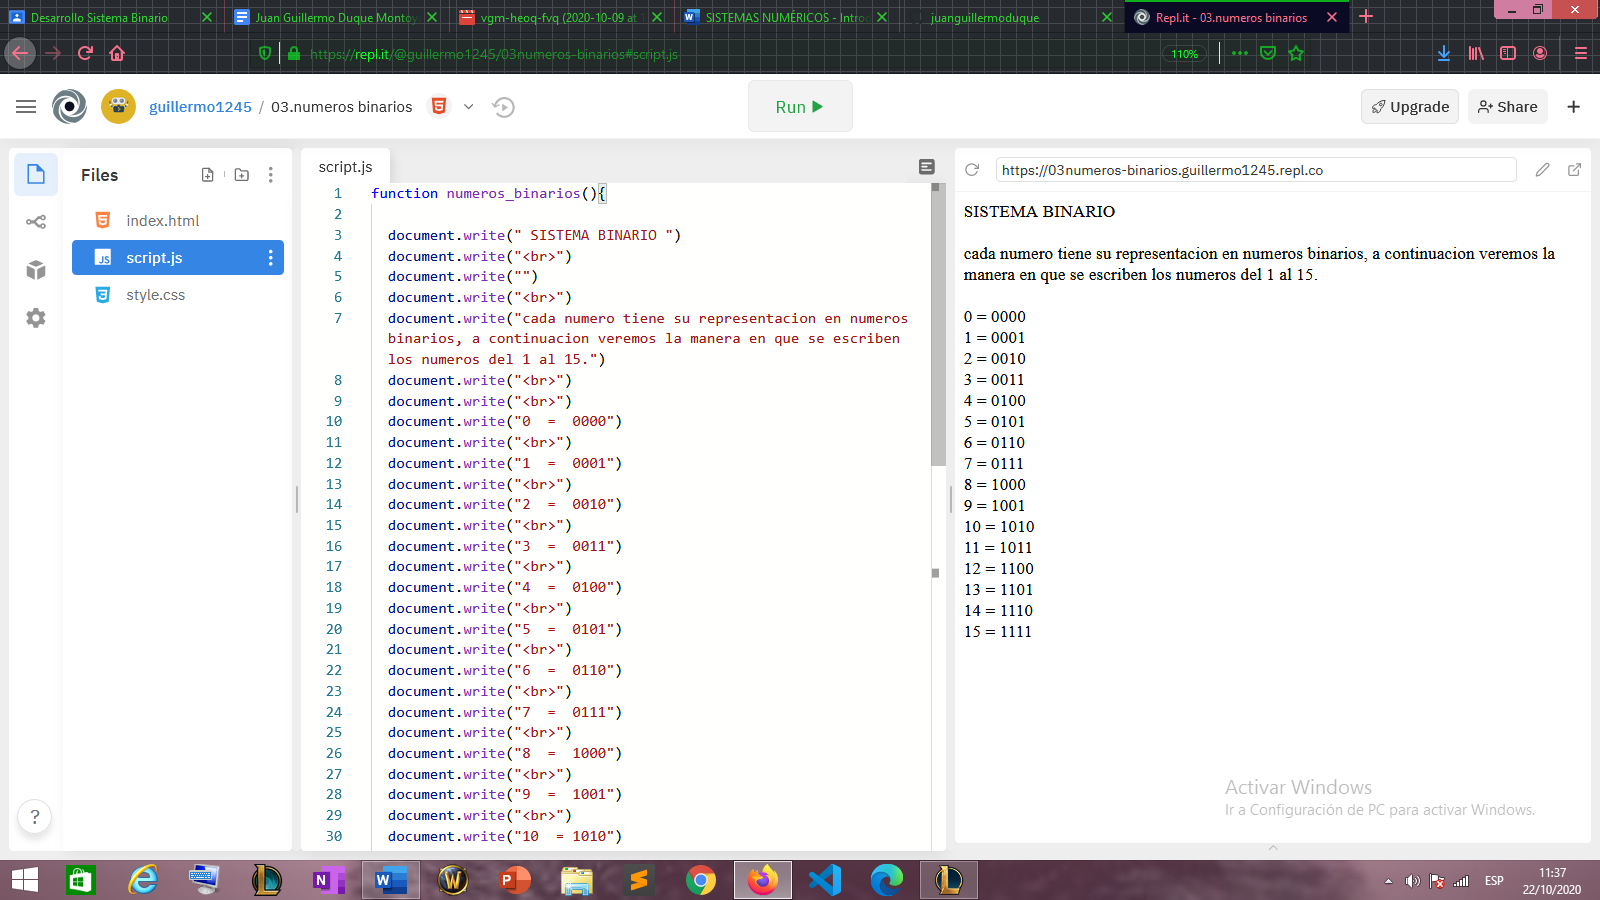 Desarrollo Sistema Binario
Juan Guillermo Duque Montoy
vgm-heoq-fvq (2020-10-09 at
SISTEMAS NUMÉRICOS - Intro
juanguillermoduque
Repl.it - 03.numeros binarios
https://repl.it/@guillermo1245/03numeros-binarios#script.js
110%
guillermo1245 / 03.numeros binarios
Run
Upgrade
Share
Files
index.html
script.js
style.css
?
script.js
1 function numeros_binarios(){
2
3 document.write(" SISTEMA BINARIO ")
4 document.write("<br>")
5 document.write("")
6 document.write("<br>")
7 document.write("cada numero tiene su representacion en numeros
binarios, a continuacion veremos la manera en que se escriben
los numeros del 1 al 15.")
8 document.write("<br>")
9 document.write("<br>")
10 document.write("0  =  0000")
11 document.write("<br>")
12 document.write("1  =  0001")
13 document.write("<br>")
14 document.write("2  =  0010")
15 document.write("<br>")
16 document.write("3  =  0011")
17 document.write("<br>")
18 document.write("4  =  0100")
19 document.write("<br>")
20 document.write("5  =  0101")
21 document.write("<br>")
22 document.write("6  =  0110")
23 document.write("<br>")
24 document.write("7  =  0111")
25 document.write("<br>")
26 document.write("8  =  1000")
27 document.write("<br>")
28 document.write("9  =  1001")
29 document.write("<br>")
30 document.write("10  = 1010")
https://03numeros-binarios.guillermo1245.repl.co
SISTEMA BINARIO
cada numero tiene su representacion en numeros binarios, a continuacion veremos la
manera en que se escriben los numeros del 1 al 15.
0 = 0000
1 = 0001
2 = 0010
3 = 0011
4 = 0100
5 = 0101
6 = 0110
7 = 0111
8 = 1000
9 = 1001
10 = 1010
11 = 1011
12 = 1100
13 = 1101
14 = 1110
15 = 1111
Activar Windows
Ir a Configuración de PC para activar Windows.
ESP
11:37
22/10/2020